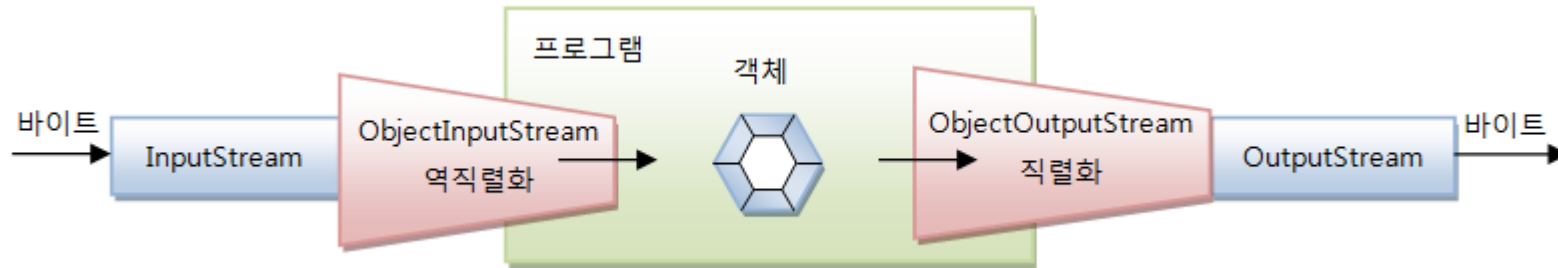 프로그램
객체
바이트
InputStream
ObjectInputStream
역직렬화
ObjectOutputStream
직렬화
OutputStream
바이트